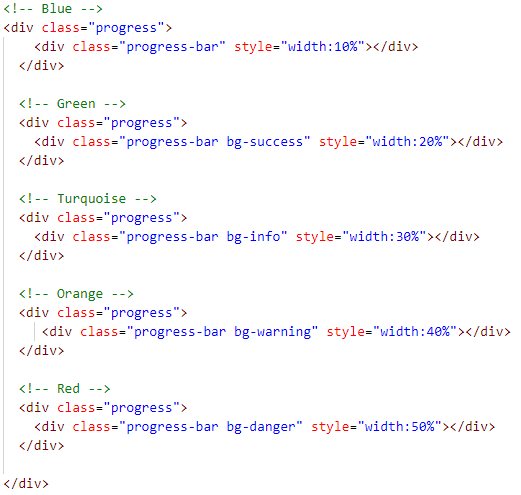 <!-- Blue -->
<div class="progress">
    <div class="progress-bar" style="width:10%"></div>
  </div>

  <!-- Green -->
  <div class="progress">
    <div class="progress-bar bg-success" style="width:20%"></div>
  </div>

  <!-- Turquoise -->
  <div class="progress">
    <div class="progress-bar bg-info" style="width:30%"></div>
  </div>

  <!-- Orange -->
  <div class="progress">
     <div class="progress-bar bg-warning" style="width:40%"></div>
  </div>

  <!-- Red -->
  <div class="progress">
    <div class="progress-bar bg-danger" style="width:50%"></div>
  </div>

</div>